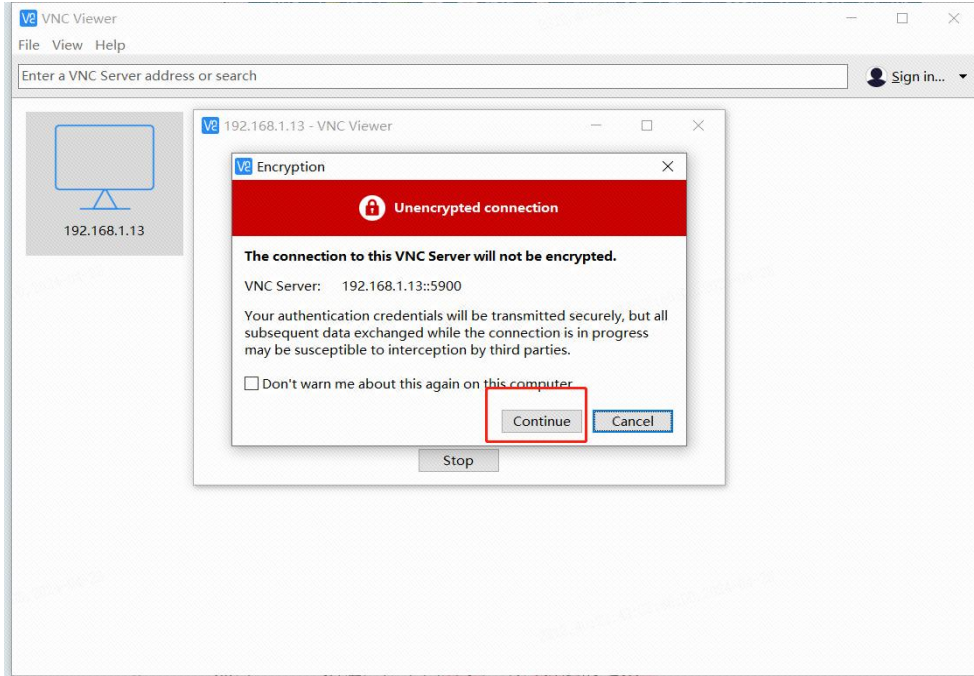 VNC Viewer
File View Help
Enter a VNC Server address or search
Sign in...
192.168.1.13
192.168.1.13 - VNC Viewer
Encryption
Unencrypted connection
The connection to this VNC Server will not be encrypted.
VNC Server: 192.168.1.13::5900
Your authentication credentials will be transmitted securely, but all
subsequent data exchanged while the connection is in progress
may be susceptible to interception by third parties.
Don't warn me about this again on this computer
Continue Cancel
Stop